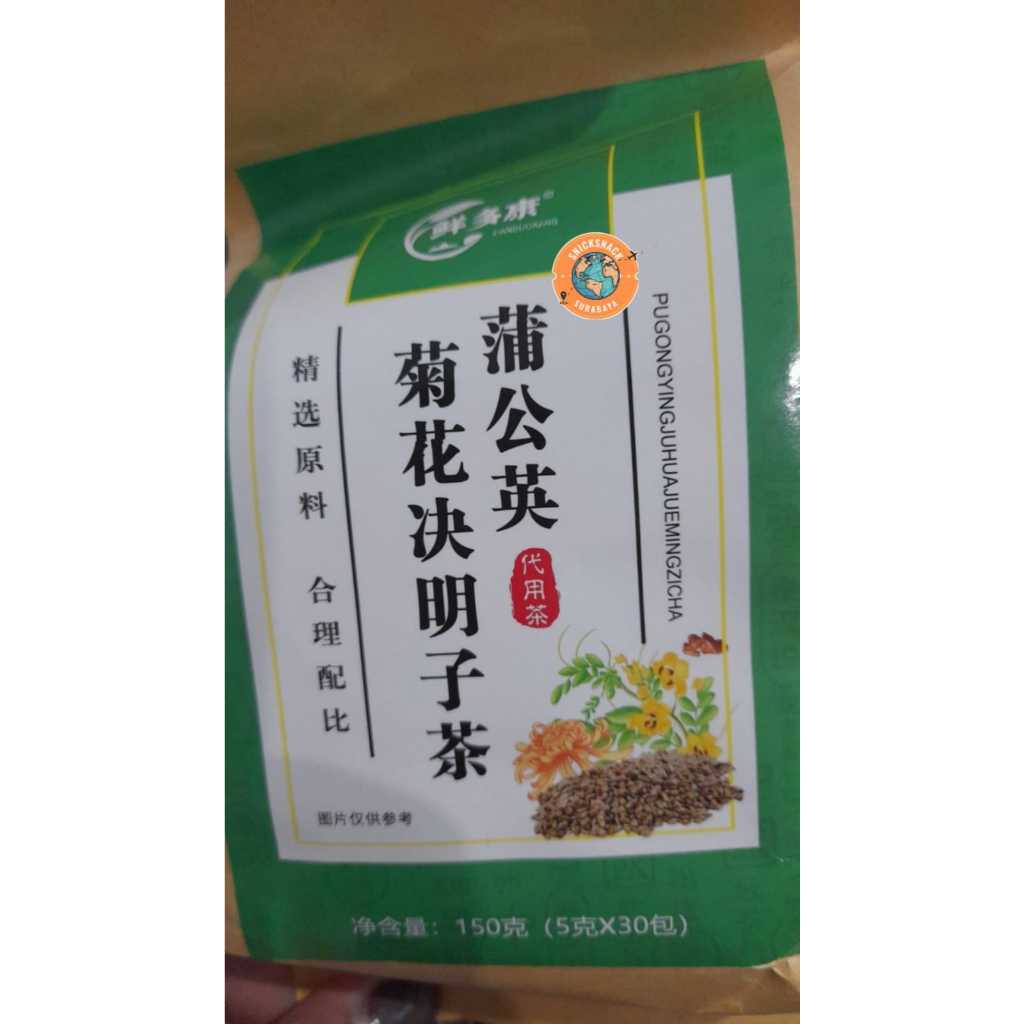 鲜多康®
XIANDUOKANG
SNICKSNACK
SURABAYA
蒲公英
菊花决明子茶
代用茶
PUGONGYINGJUHUAJUEMINGZICHA
精选原料 合理配比
图片仅供参考
净含量：150克（5克X30包）